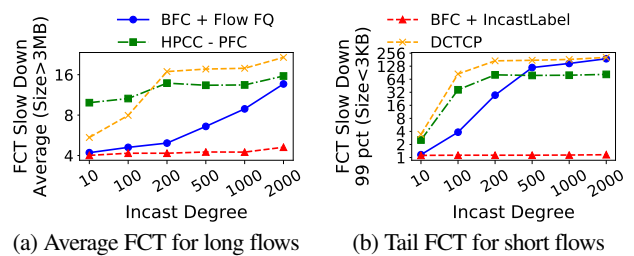 BFC + Flow FQ
HPCC - PFC
BFC + IncastLabel
DCTCP
FCT Slow Down
Average (Size>3MB)
16
8
4
10 100 200 500 1000 2000
Incast Degree
(a) Average FCT for long flows
FCT Slow Down
99 pct (Size<3KB)
256
128
64
32
16
8
4
2
1
10 100 200 500 1000 2000
Incast Degree
(b) Tail FCT for short flows